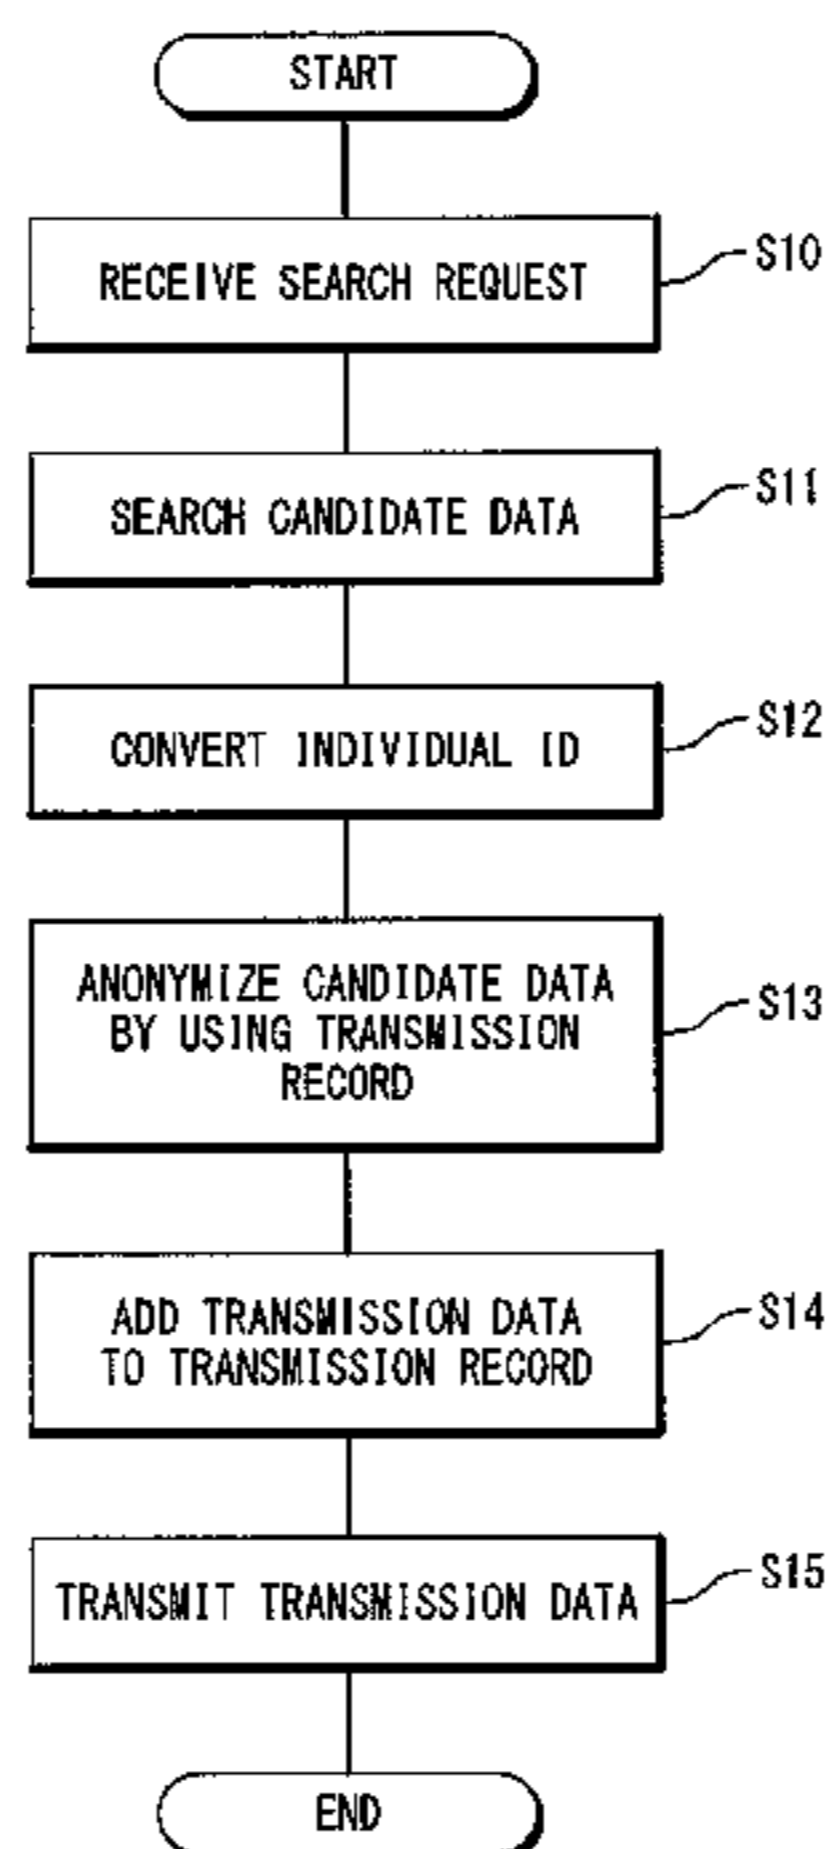 START
RECEIVE SEARCH REQUEST
S10
SEARCH CANDIDATE DATA
S11
CONVERT INDIVIDUAL ID
S12
ANONYMIZE CANDIDATE DATA
BY USING TRANSMISSION
RECORD
S13
ADD TRANSMISSION DATA
TO TRANSMISSION RECORD
S14
TRANSMIT TRANSMISSION DATA
S15
END